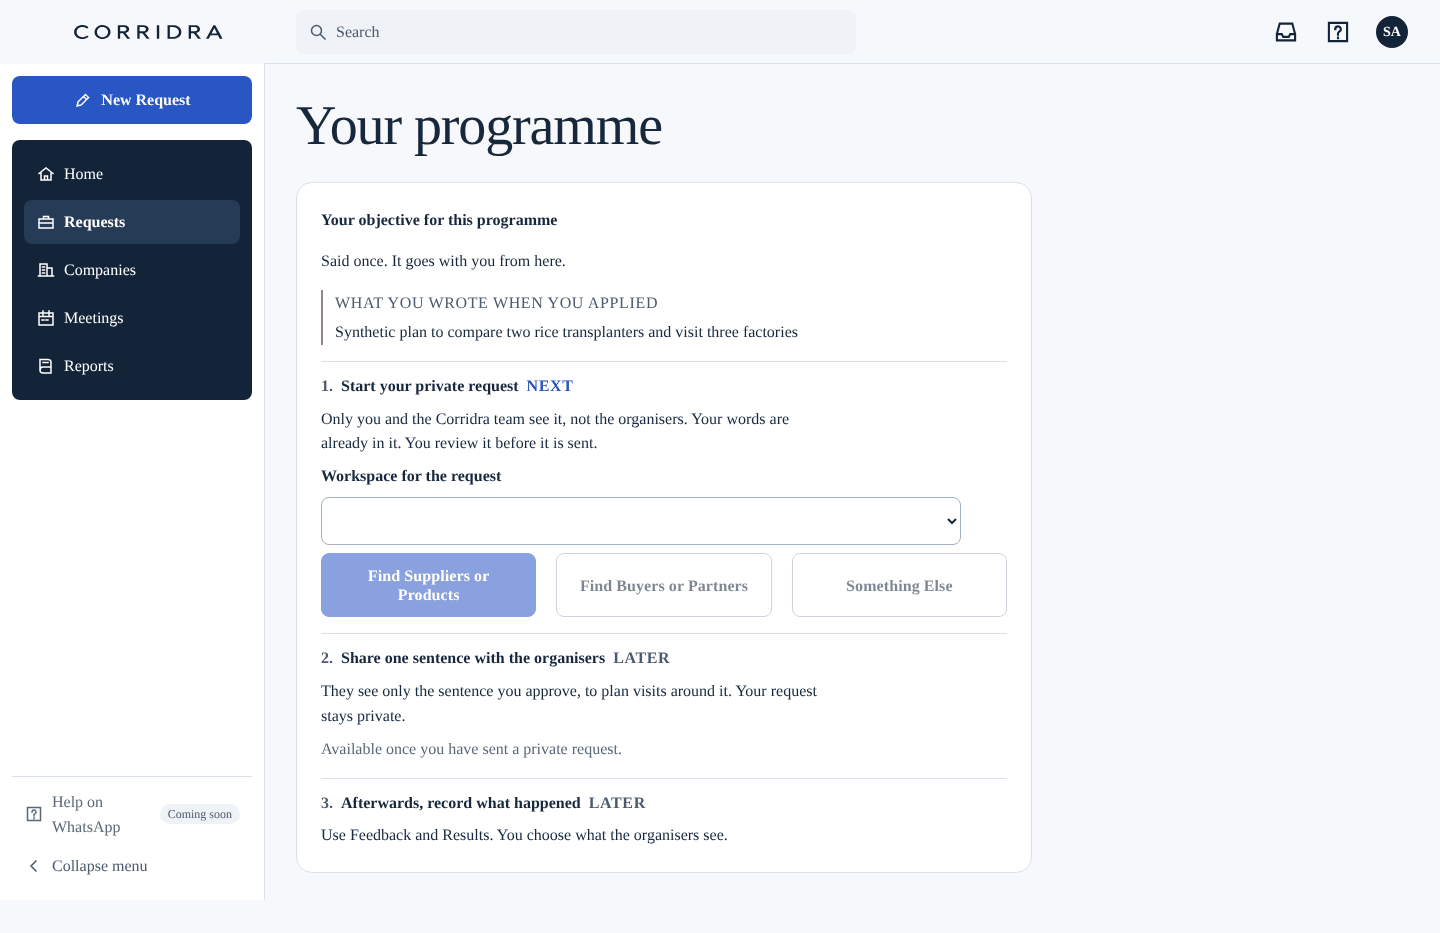 CORRIDRA
Search
SA
New Request
Home
Requests
Companies
Meetings
Reports
Help on
WhatsApp
Coming soon
Collapse menu
Your programme
Your objective for this programme
Said once. It goes with you from here.
WHAT YOU WROTE WHEN YOU APPLIED
Synthetic plan to compare two rice transplanters and visit three factories
1. Start your private request NEXT
Only you and the Corridra team see it, not the organisers. Your words are
already in it. You review it before it is sent.
Workspace for the request
Find Suppliers or
Products
Find Buyers or Partners
Something Else
2. Share one sentence with the organisers LATER
They see only the sentence you approve, to plan visits around it. Your request
stays private.
Available once you have sent a private request.
3. Afterwards, record what happened LATER
Use Feedback and Results. You choose what the organisers see.